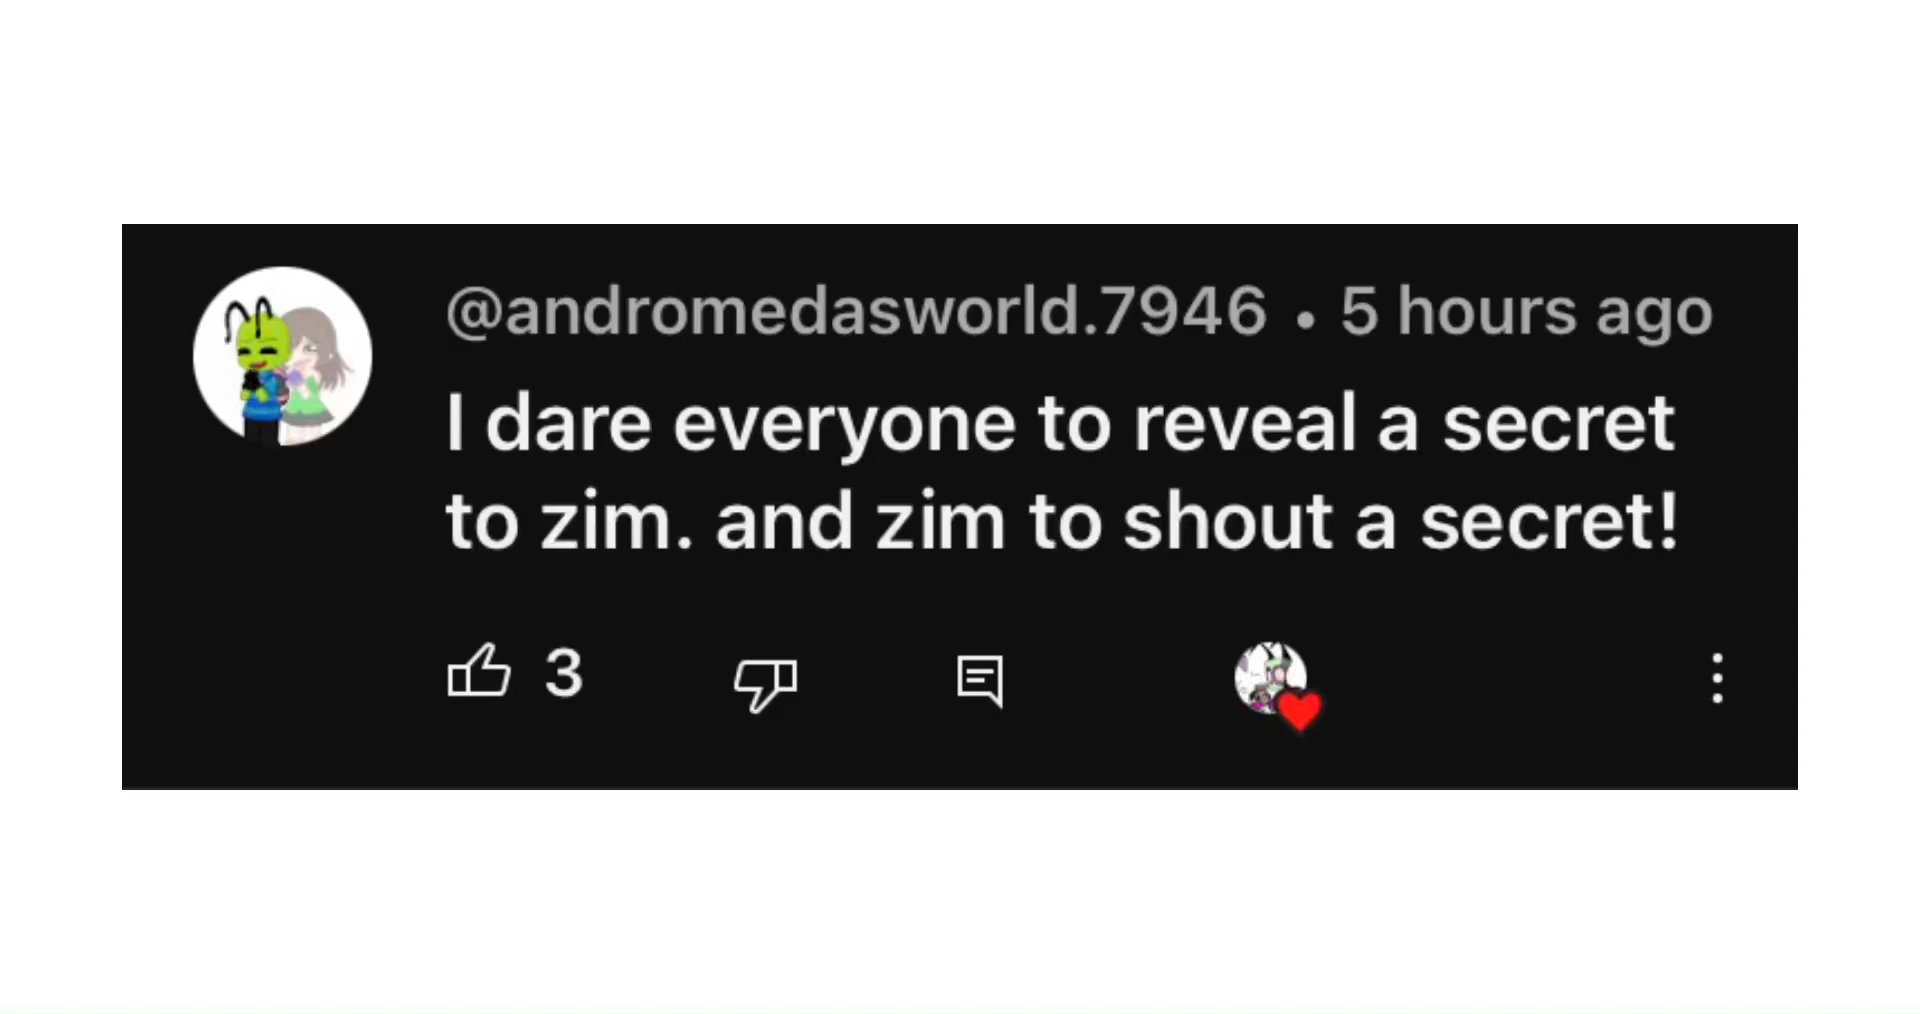 @andromedasworld.7946 • 5 hours ago
I dare everyone to reveal a secret
to zim. and zim to shout a secret!
3